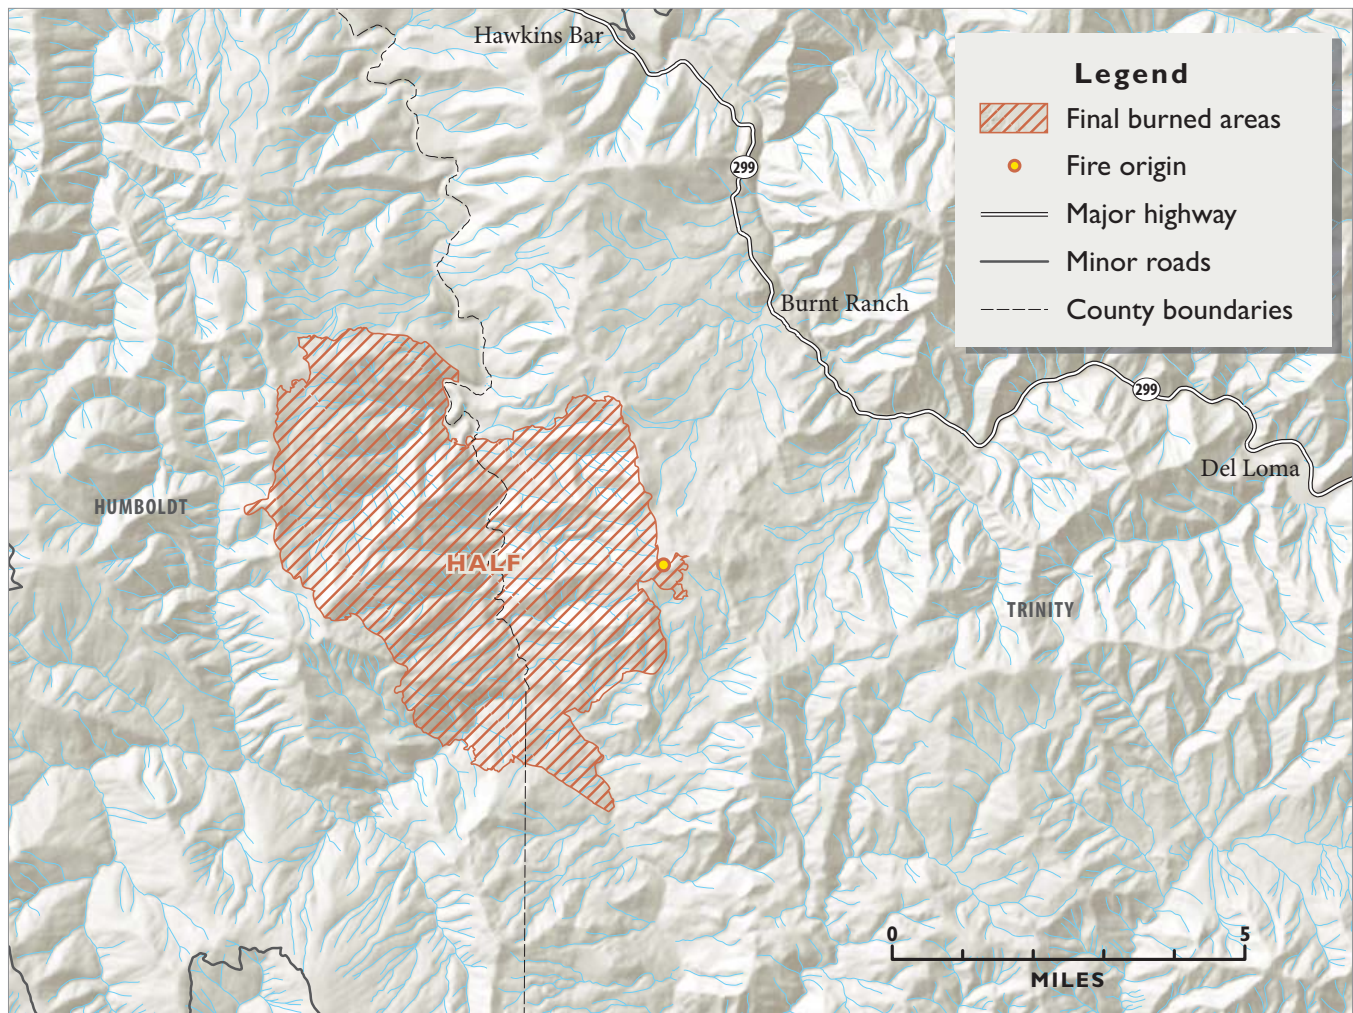 Hawkins Bar
Legend
Final burned areas
299
Fire origin
Major highway
Minor roads
Burnt Ranch
County boundaries
299
Del Loma
HUMBOLDT
HALF
TRINITY
0 5
MILES